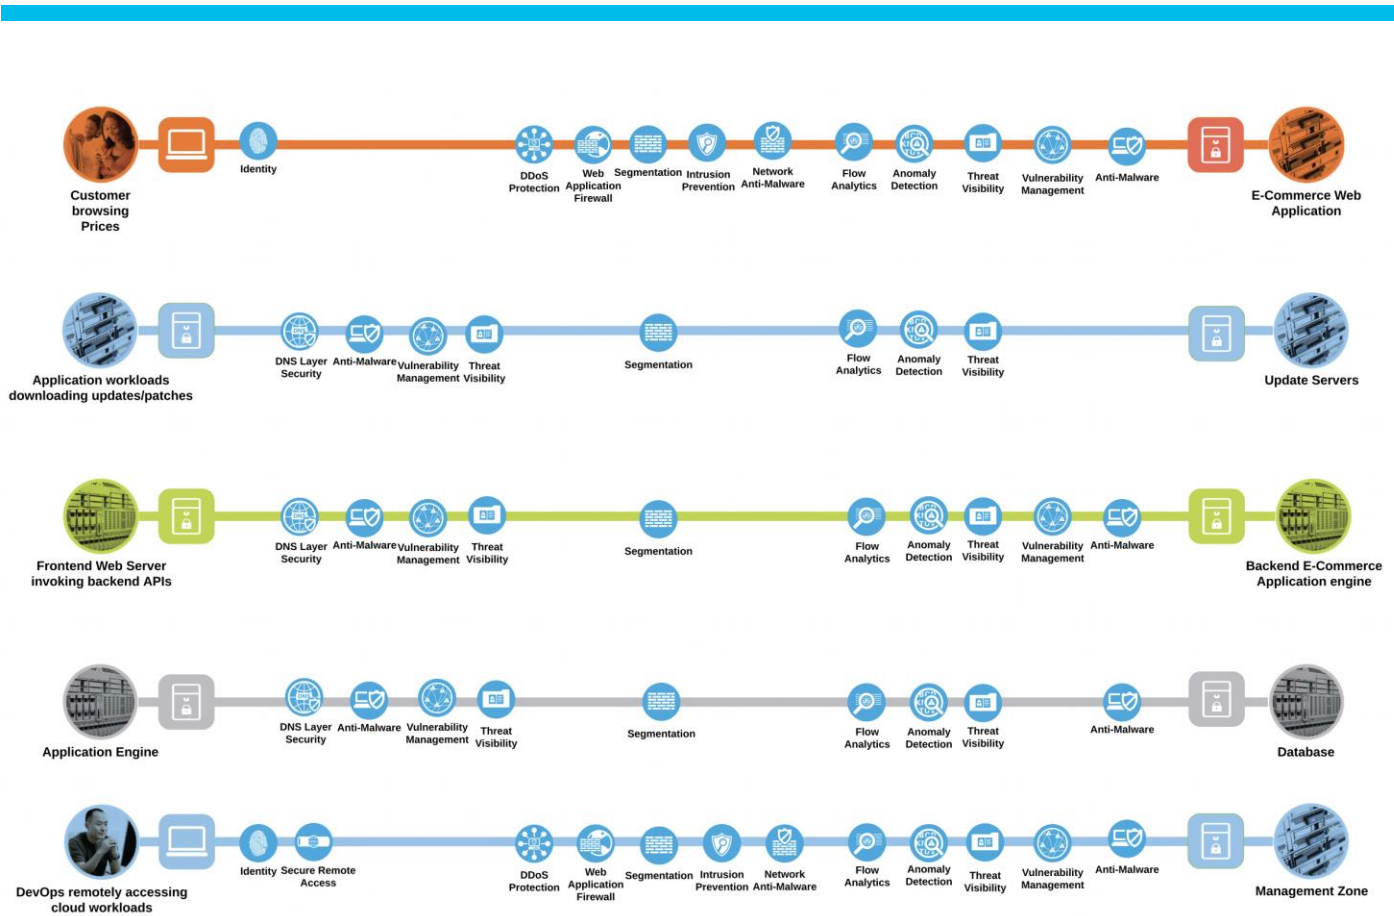 Identity
DDoS
Protection
Web
Application
Firewall
Segmentation
Intrusion
Prevention
Network
Anti-Malware
Flow
Analytics
Anomaly
Detection
Threat
Visibility
Vulnerability
Management
Anti-Malware
Customer
browsing
Prices
E-Commerce Web
Application
DNS
DNS Layer
Security
Anti-Malware
Vulnerability
Management
Threat
Visibility
Segmentation
Flow
Analytics
Anomaly
Detection
Threat
Visibility
Application workloads
downloading updates/patches
Update Servers
DNS
DNS Layer
Security
Anti-Malware
Vulnerability
Management
Threat
Visibility
Segmentation
Flow
Analytics
Anomaly
Detection
Threat
Visibility
Vulnerability
Management
Anti-Malware
Frontend Web Server
invoking backend APIs
Backend E-Commerce
Application engine
DNS
DNS Layer
Security
Anti-Malware
Vulnerability
Management
Threat
Visibility
Segmentation
Flow
Analytics
Anomaly
Detection
Threat
Visibility
Anti-Malware
Application Engine
Database
Identity
Secure Remote
Access
DDoS
Protection
Web
Application
Firewall
Segmentation
Intrusion
Prevention
Network
Anti-Malware
Flow
Analytics
Anomaly
Detection
Threat
Visibility
Vulnerability
Management
Anti-Malware
DevOps remotely accessing
cloud workloads
Management Zone